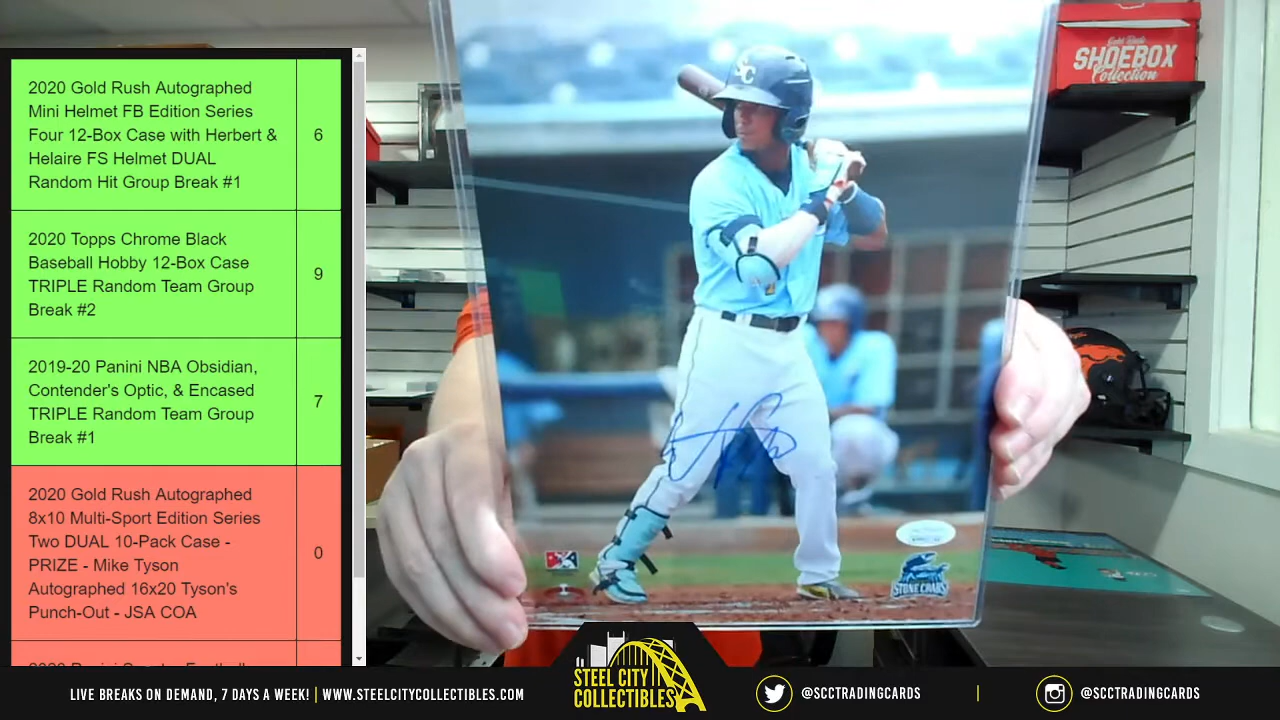 2020 Gold Rush Autographed
Mini Helmet FB Edition Series
Four 12-Box Case with Herbert &
Helaire FS Helmet DUAL
Random Hit Group Break #1
6
2020 Topps Chrome Black
Baseball Hobby 12-Box Case
TRIPLE Random Team Group
Break #2
9
2019-20 Panini NBA Obsidian,
Contender's Optic, & Encased
TRIPLE Random Team Group
Break #1
7
2020 Gold Rush Autographed
8x10 Multi-Sport Edition Series
Two DUAL 10-Pack Case -
PRIZE - Mike Tyson
Autographed 16x20 Tyson's
Punch-Out - JSA COA
0
Gold Rush
SHOEBOX
Collection
SC
STONE CRABS
LIVE BREAKS ON DEMAND, 7 DAYS A WEEK! | WWW.STEELCITYCOLLECTIBLES.COM
STEEL CITY
COLLECTIBLES
@SCCTRADINGCARDS
|
@SCCTRADINGCARDS